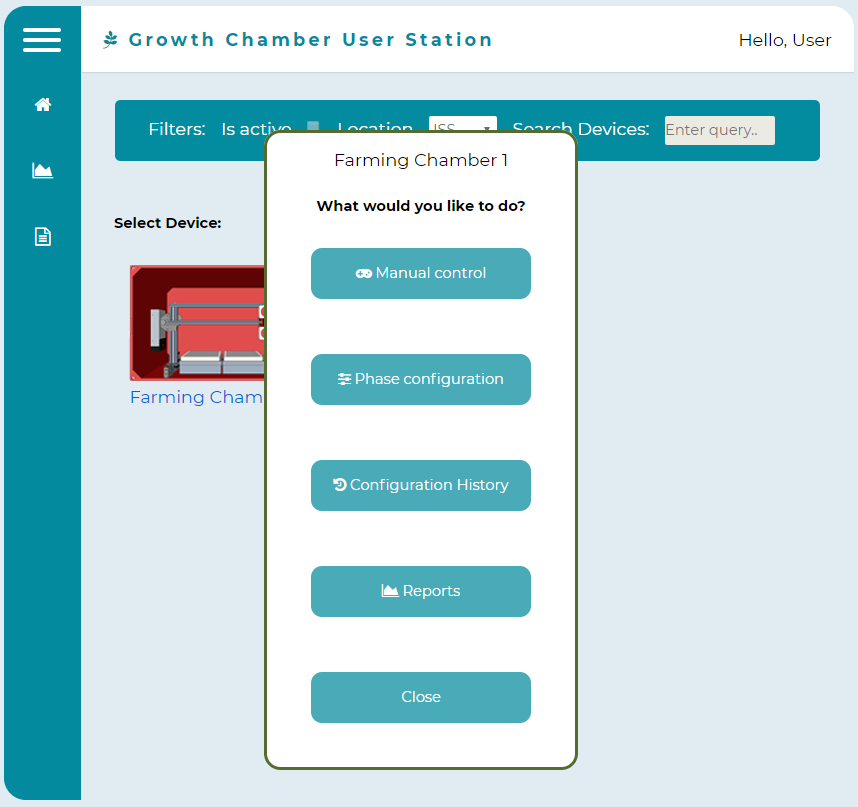 Growth Chamber User Station
Hello, User
Filters: Is active Location ISS Search Devices: Enter query..
Farming Chamber 1
What would you like to do?
Select Device:
Manual control
Phase configuration
Farming Cham
Configuration History
Reports
Close